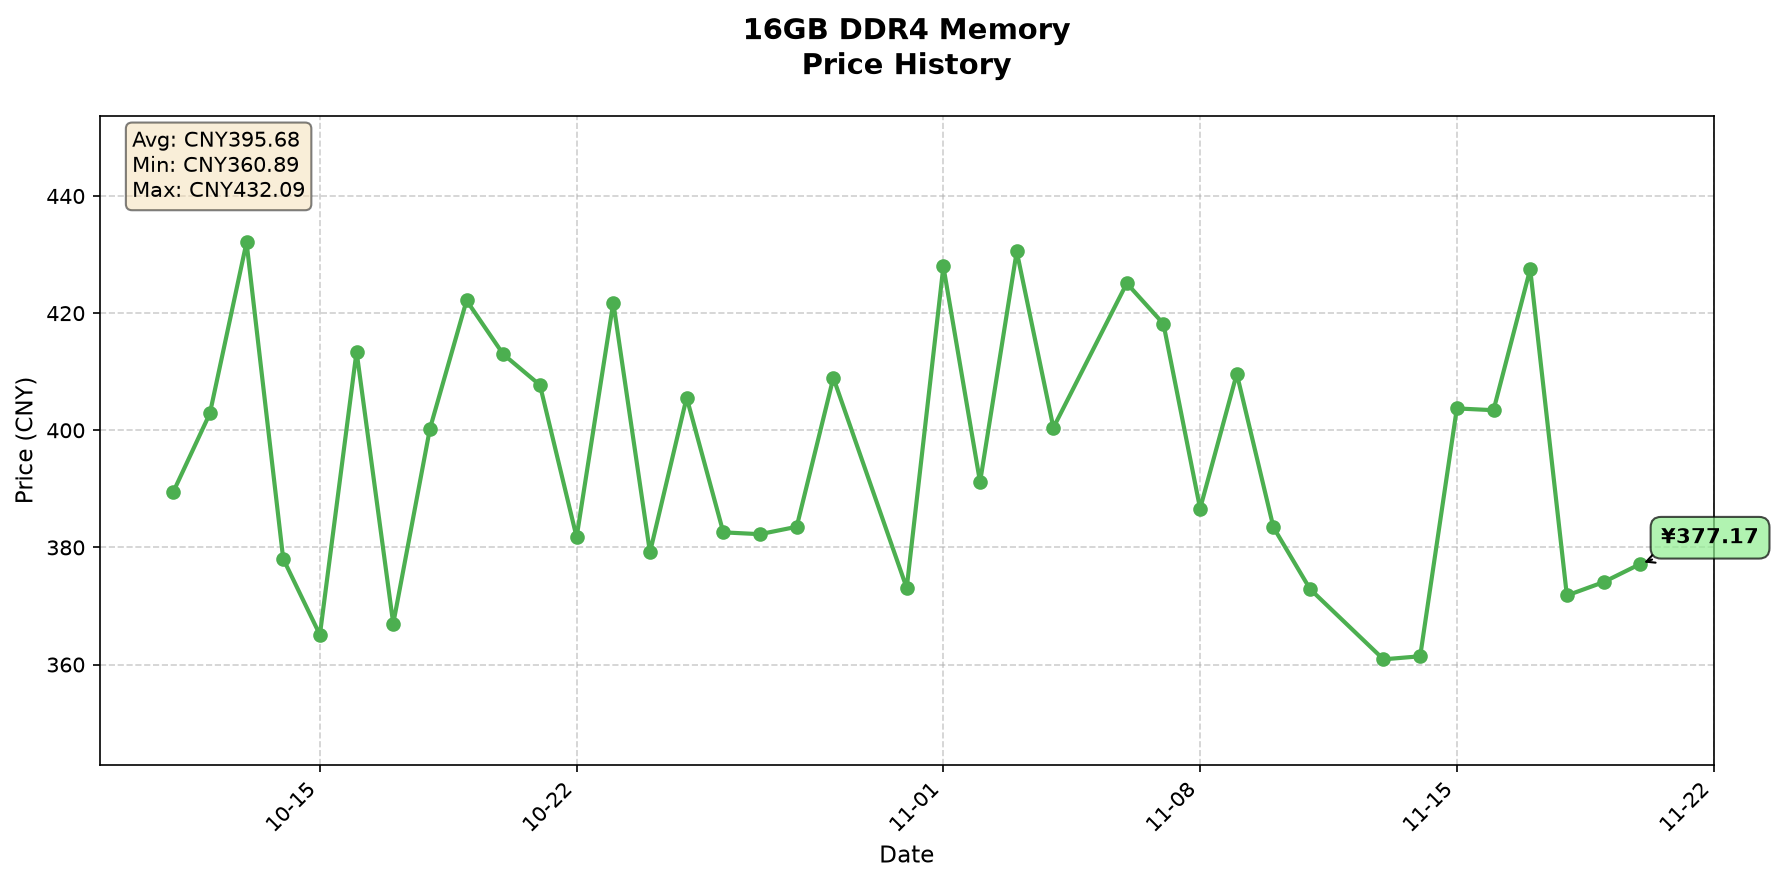 16GB DDR4 Memory
Price History
Avg: CNY395.68
Min: CNY360.89
Max: CNY432.09
440
420
400
380
360
Price (CNY)
¥377.17
10-15
10-22
11-01
11-08
11-15
11-22
Date